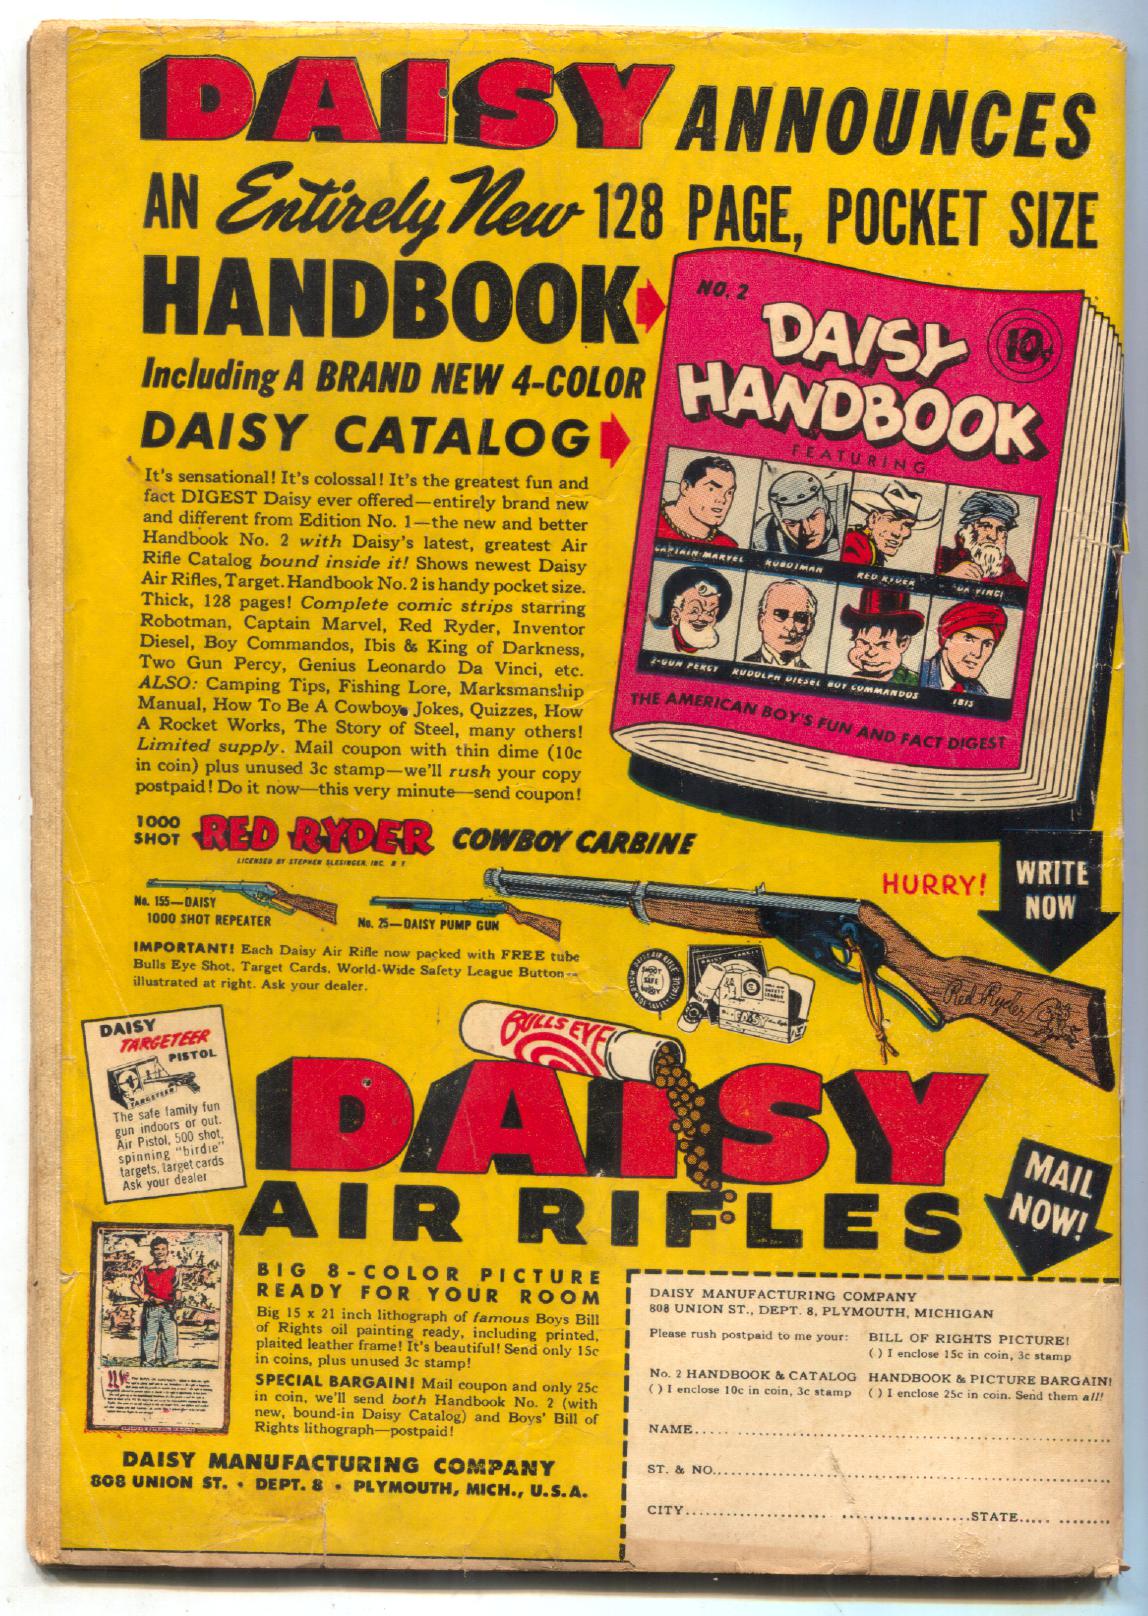 DAISY ANNOUNCES
AN Entirely New 128 PAGE, POCKET SIZE
HANDBOOK
Including A BRAND NEW 4-COLOR
DAISY CATALOG
It's sensational! It's colossal! It's the greatest fun and
fact DIGEST Daisy ever offered—entirely brand new
and different from Edition No. 1—the new and better
Handbook No. 2 with Daisy's latest, greatest Air
Rifle Catalog bound inside it! Shows newest Daisy
Air Rifles, Target. Handbook No. 2 is handy pocket size.
Thick, 128 pages! Complete comic strips starring
Robotman, Captain Marvel, Red Ryder, Inventor
Diesel, Boy Commandos, Ibis & King of Darkness,
Two Gun Percy, Genius Leonardo Da Vinci, etc.
ALSO: Camping Tips, Fishing Lore, Marksmanship
Manual, How To Be A Cowboy, Jokes, Quizzes, How
A Rocket Works, The Story of Steel, many others!
Limited supply. Mail coupon with thin dime (10c
in coin) plus unused 3c stamp—we'll rush your copy
postpaid! Do it now—this very minute—send coupon!
NO. 2
10¢
DAISY
HANDBOOK
FEATURING
CAPTAIN MARVEL ROBOTMAN RED RYDER DA VINCI
2-GUN PERCY RUDOLPH DIESEL BOY COMMANDOS IBIS
THE AMERICAN BOY'S FUN AND FACT DIGEST
1000
SHOT RED RYDER COWBOY CARBINE
LICENSED BY STEPHEN SLESINGER, INC. N Y
HURRY!
WRITE
NOW
No. 155—DAISY
1000 SHOT REPEATER
No. 25—DAISY PUMP GUN
IMPORTANT! Each Daisy Air Rifle now packed with FREE tube
Bulls Eye Shot, Target Cards, World-Wide Safety League Button—
illustrated at right. Ask your dealer.
SHOT
SAFE
Red Ryder
DAISY
TARGETEER
PISTOL
TARGETEER
The safe family fun
gun indoors or out.
Air Pistol, 500 shot,
spinning "birdie"
targets, target cards
Ask your dealer
BULLS EYE
DAISY
AIR RIFLES
MAIL
NOW!
BIG 8-COLOR PICTURE
READY FOR YOUR ROOM
Big 15 x 21 inch lithograph of famous Boys Bill
of Rights oil painting ready, including printed,
plaited leather frame! It's beautiful! Send only 15c
in coins, plus unused 3c stamp!
SPECIAL BARGAIN! Mail coupon and only 25c
in coin, we'll send both Handbook No. 2 (with
new, bound-in Daisy Catalog) and Boys' Bill of
Rights lithograph—postpaid!
DAISY MANUFACTURING COMPANY
808 UNION ST. • DEPT. 8 • PLYMOUTH, MICH., U.S.A.
DAISY MANUFACTURING COMPANY
808 UNION ST., DEPT. 8, PLYMOUTH, MICHIGAN
Please rush postpaid to me your: BILL OF RIGHTS PICTURE!
( ) I enclose 15c in coin, 3c stamp
No. 2 HANDBOOK & CATALOG HANDBOOK & PICTURE BARGAIN!
( ) I enclose 10c in coin, 3c stamp ( ) I enclose 25c in coin. Send them all!
NAME
ST. & NO.
CITY STATE